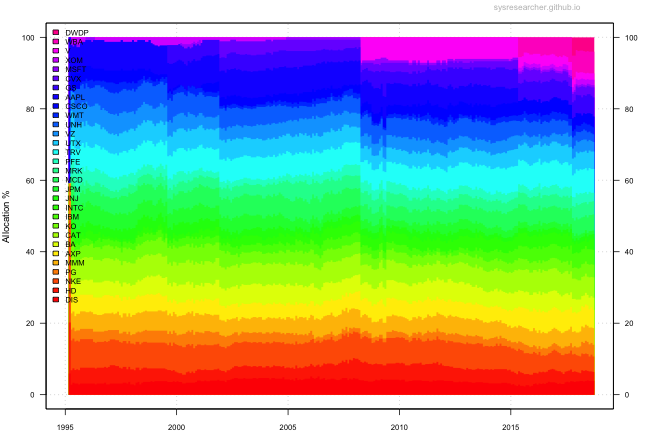 sysresearcher.github.io
DWDP
WBA
V
XOM
MSFT
CVX
GE
AAPL
CSCO
WMT
UNH
VZ
UTX
TRV
PFE
MRK
MCD
JPM
JNJ
INTC
IBM
KO
CAT
BA
AXP
MMM
PG
NKE
HD
DIS
Allocation %
100
80
60
40
20
0
100
80
60
40
20
0
1995
2000
2005
2010
2015